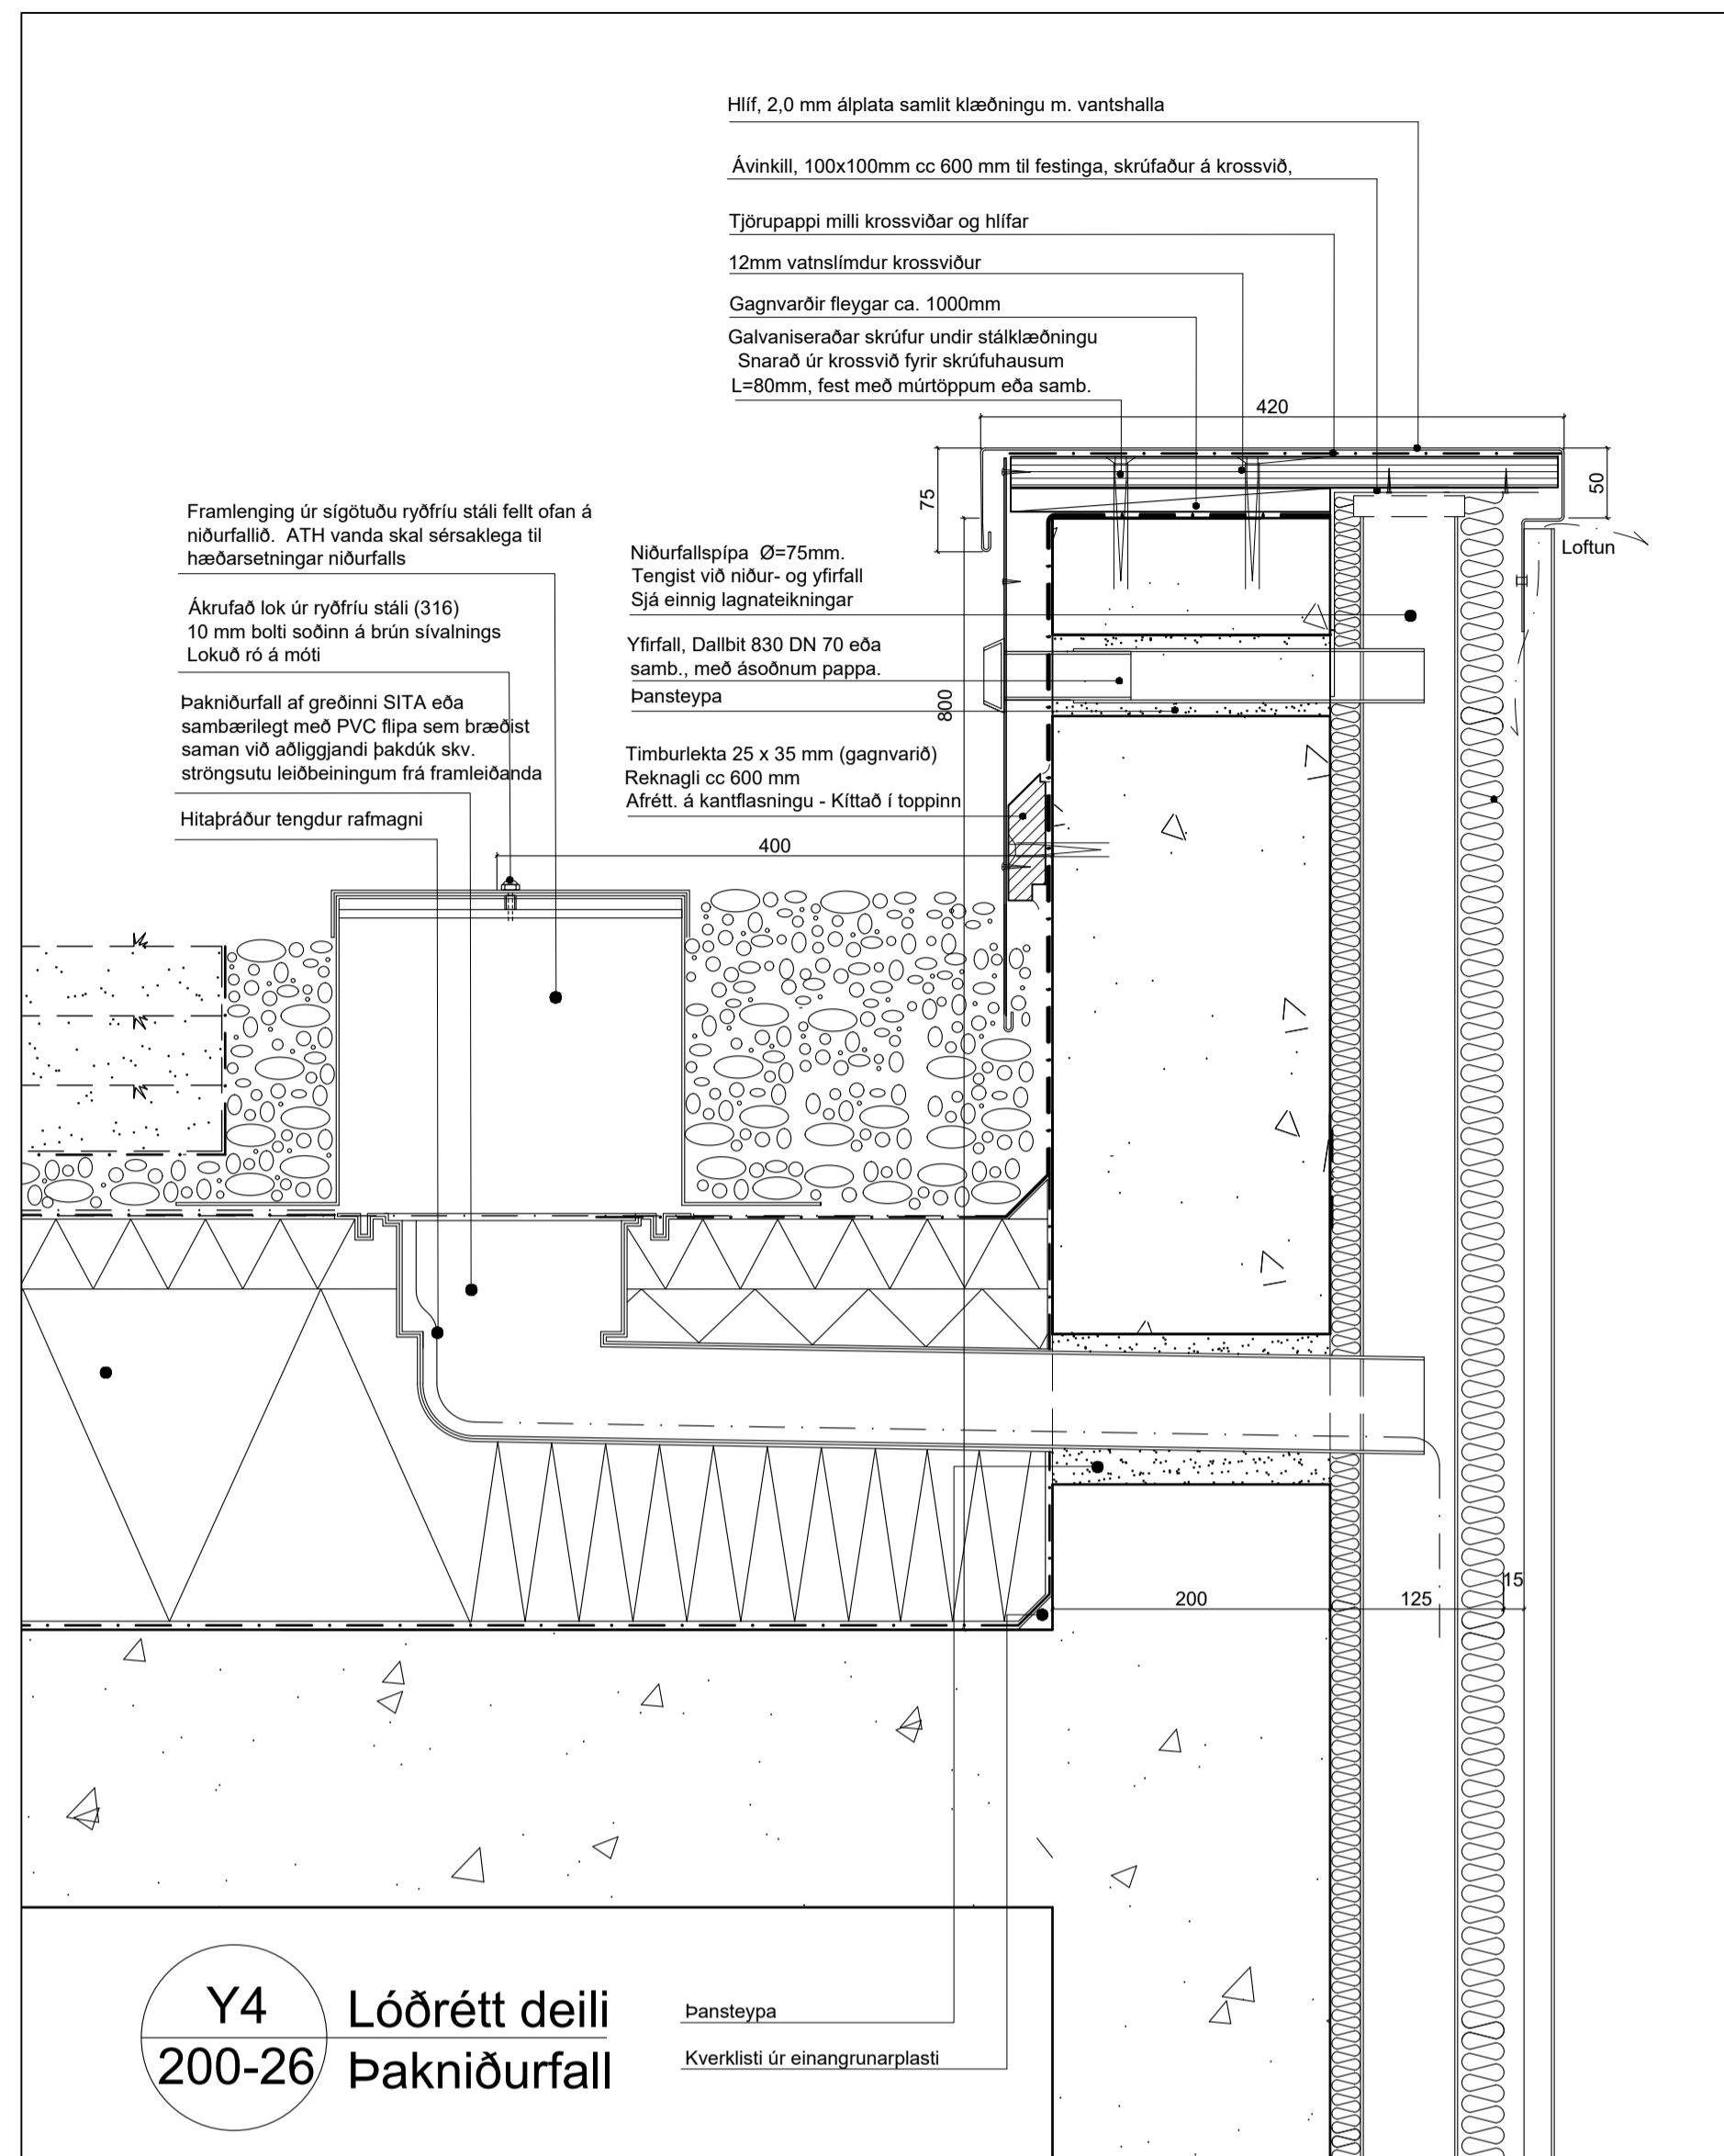 Hlíf, 2,0 mm álplata samlit klæðningu m. vantshalla
Ávinkill, 100x100mm cc 600 mm til festinga, skrúfaður á krossvið,
Tjörupappi milli krossviðar og hlífar
12mm vatnslímdur krossviður
Gagnvarðir fleygar ca. 1000mm
Galvaniseraðar skrúfur undir stálklæðningu
Snarað úr krossvið fyrir skrúfuhausum
L=80mm, fest með múrtöppum eða samb.
420
75
50
Loftun
Framlenging úr sígötuðu ryðfríu stáli fellt ofan á
niðurfallið. ATH vanda skal sérsaklega til
hæðarsetningar niðurfalls
Ákrufað lok úr ryðfríu stáli (316)
10 mm bolti soðinn á brún sívalnings
Lokuð ró á móti
Þakniðurfall af greðinni SITA eða
sambærilegt með PVC flipa sem bræðist
saman við aðliggjandi þakdúk skv.
ströngsutu leiðbeiningum frá framleiðanda
Hitaþráður tengdur rafmagni
Niðurfallspípa Ø=75mm.
Tengist við niður- og yfirfall
Sjá einnig lagnateikningar
Yfirfall, Dallbit 830 DN 70 eða
samb., með ásoðnum pappa.
Þansteypa
800
Timburlekta 25 x 35 mm (gagnvarið)
Reknagli cc 600 mm
Afrétt. á kantflasningu - Kíttað í toppinn
400
200
125
15
Y4
200-26
Lóðrétt deili
Þakniðurfall
Þansteypa
Kverklisti úr einangrunarplasti